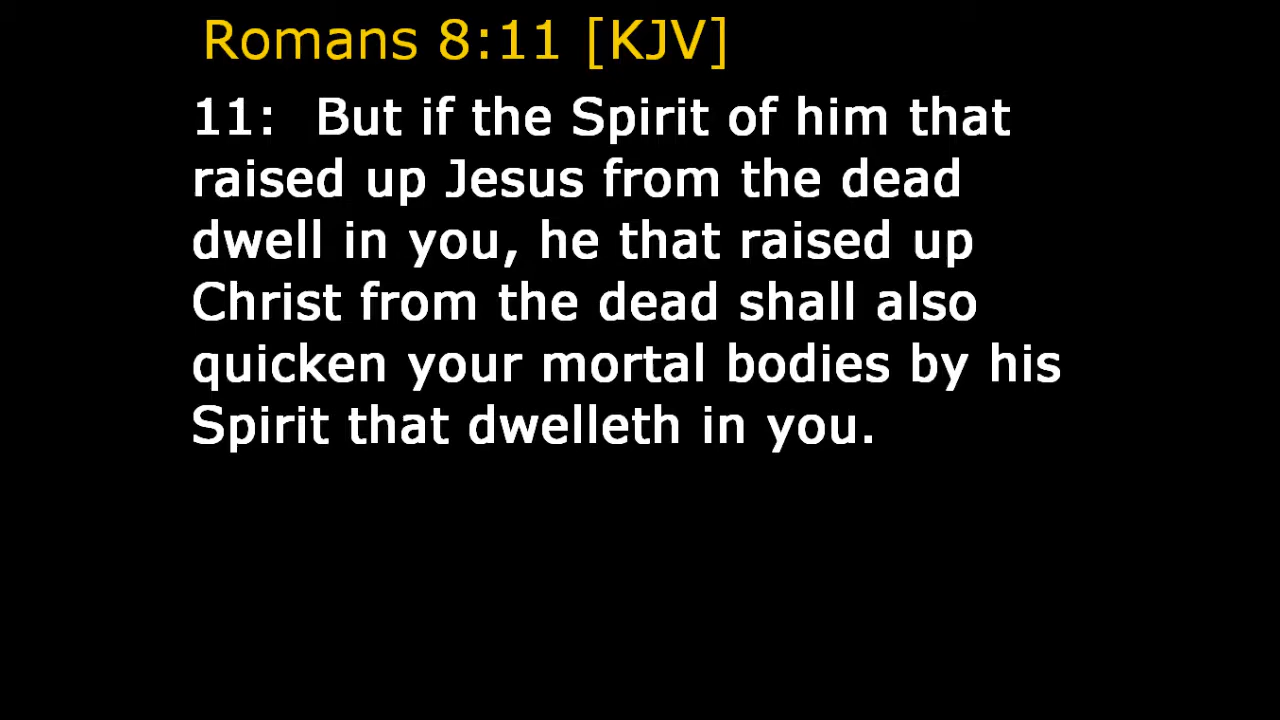 Romans 8:11 [KJV]
11: But if the Spirit of him that
raised up Jesus from the dead
dwell in you, he that raised up
Christ from the dead shall also
quicken your mortal bodies by his
Spirit that dwelleth in you.